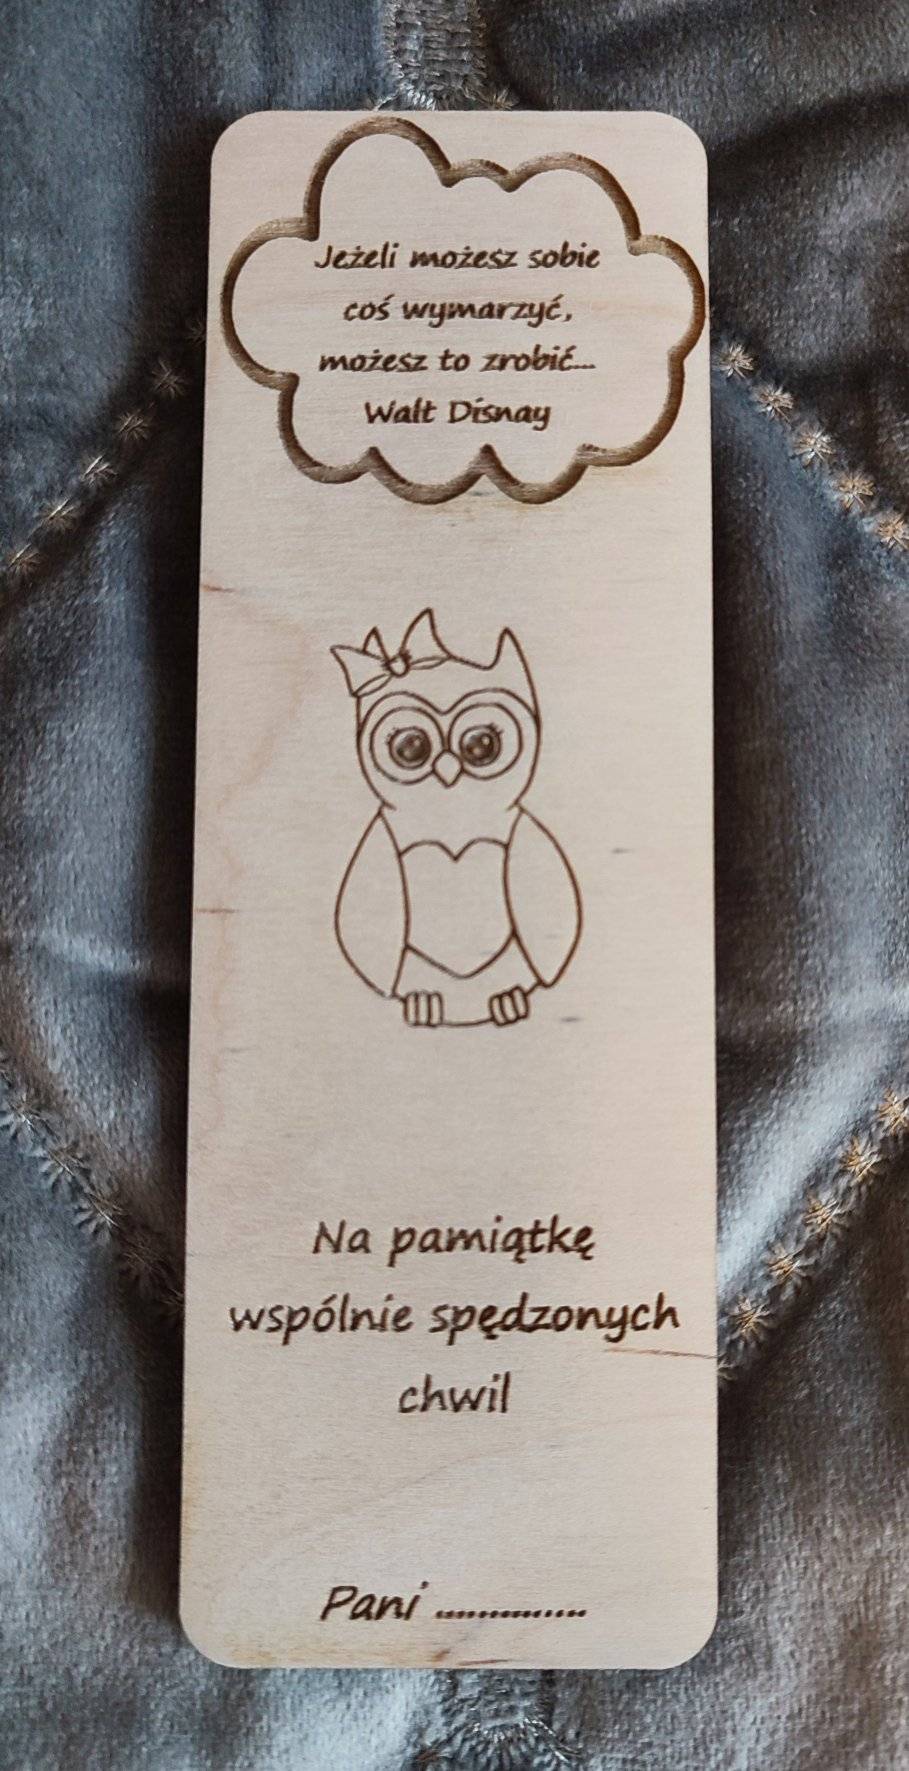 Jeżeli możesz sobie
coś wymarzyć,
możesz to zrobić...
Walt Disnay
Na pamiątkę
wspólnie spędzonych
chwil
Pani ..............